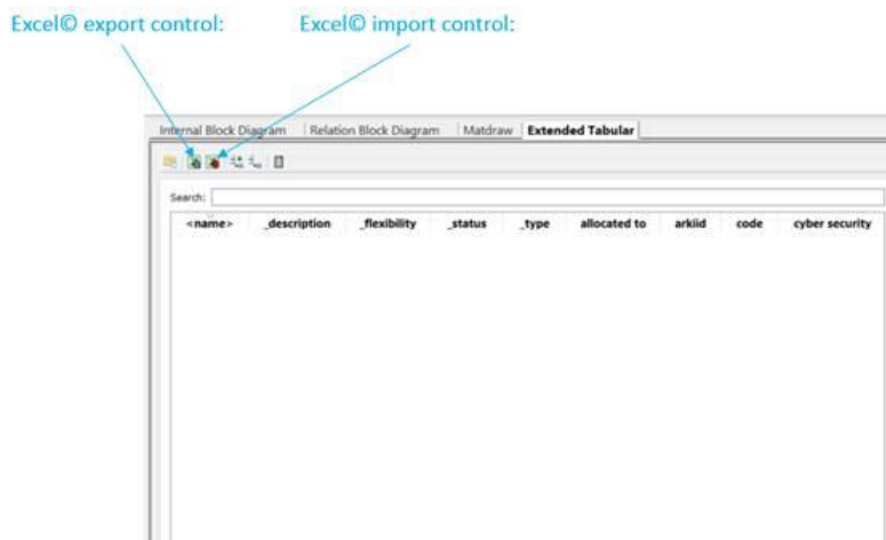 Excel© export control: Excel© import control:
Internal Block Diagram Relation Block Diagram Matdraw Extended Tabular
Search:
<name> _description _flexibility _status _type allocated to arkiid code cyber security